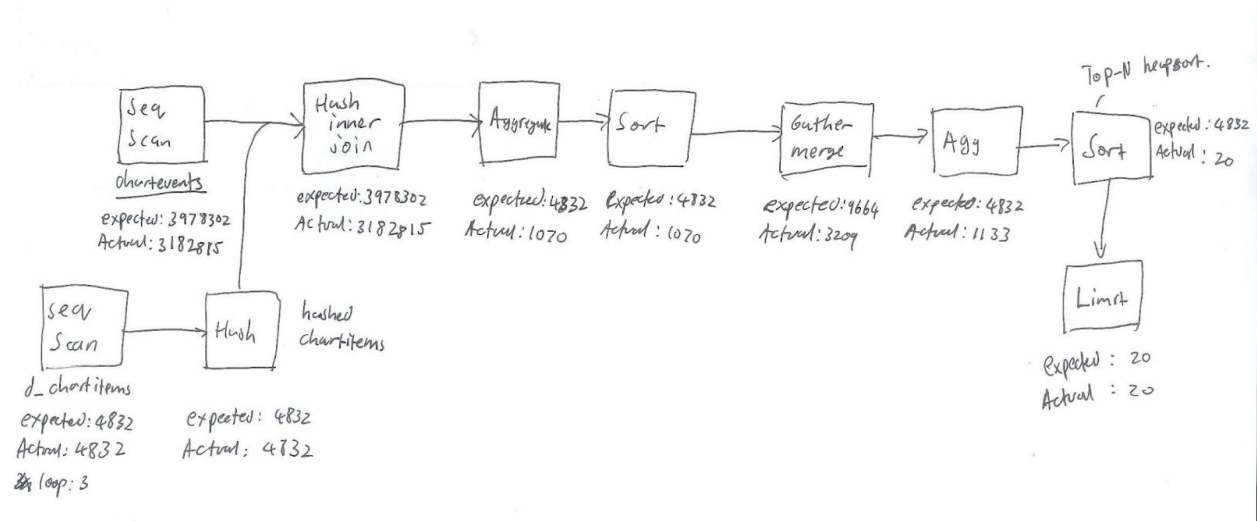 Top-N heapsort.
Seq
Scan
chartevents
expected: 3978302
Actual: 3182815
Hash
inner
join
expected: 3978302
Actual: 3182815
Aggregate
expected: 4832
Actual: 1070
Sort
Expected: 4832
Actual: 1070
Gather
merge
expected: 9664
Actual: 3209
Agg
expected: 4832
Actual: 1133
Sort
expected: 4832
Actual: 20
Seq
Scan
d_chartitems
expected: 4832
Actual: 4832
loop: 3
Hash
hashed
chartitems
expected: 4832
Actual: 4832
Limit
Expected: 20
Actual: 20